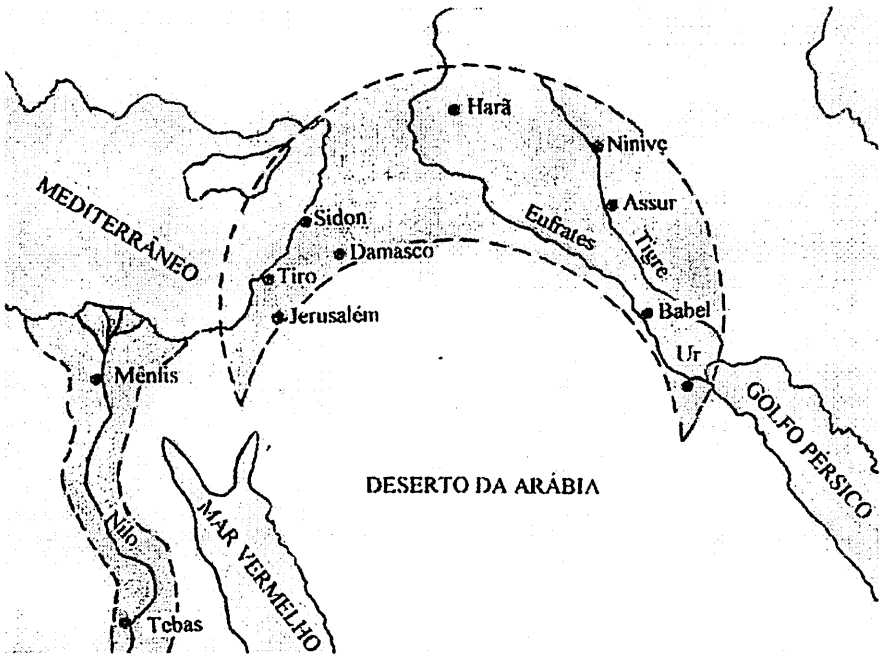 Harã
Ninivę
MEDITERRÂNEO
Sidon
Assur
Eufrates
Tigre
Damasco
Tiro
Jerusalém
Babel
Ur
Mênfis
GOLFO PÉRSICO
DESERTO DA ARÁBIA
MAR VERMELHO
Nilo
Tebas